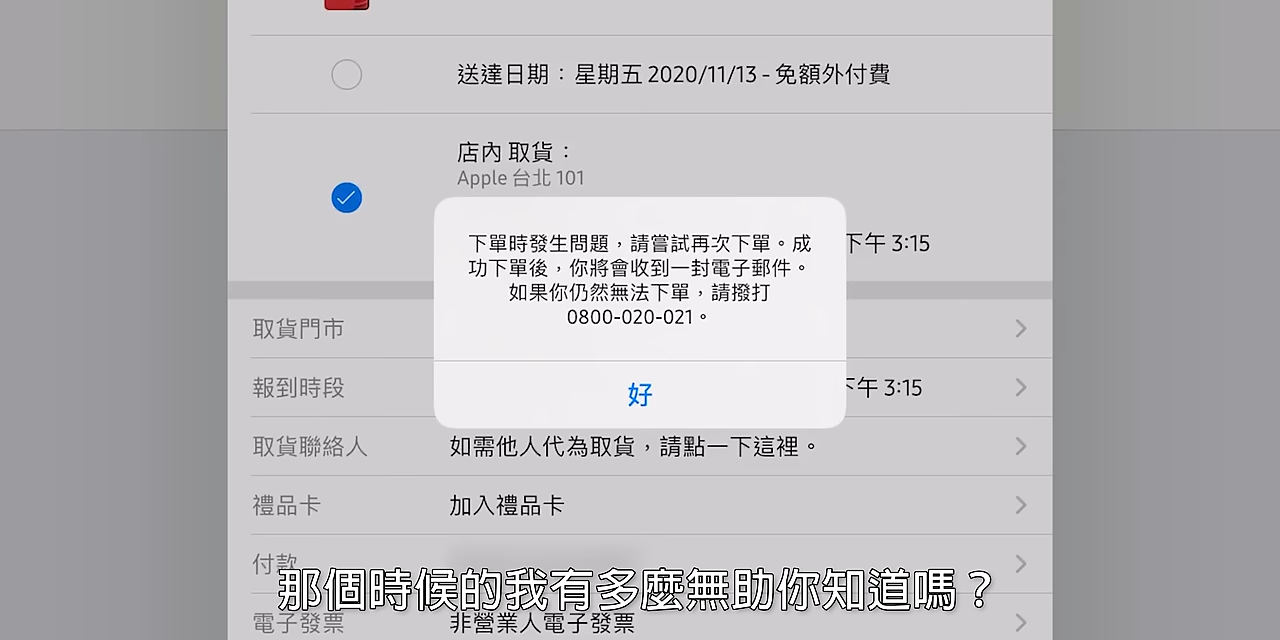 送達日期：星期五 2020/11/13 - 免額外付費
店內 取貨：
Apple 台北 101
下午 3:15
下單時發生問題，請嘗試再次下單。成
功下單後，你將會收到一封電子郵件。
如果你仍然無法下單，請撥打
0800-020-021。
好
取貨門市
報到時段
下午 3:15
取貨聯絡人
如需他人代為取貨，請點一下這裡。
禮品卡
加入禮品卡
付款
那個時候的我有多麼無助你知道嗎？
電子發票
非營業人電子發票